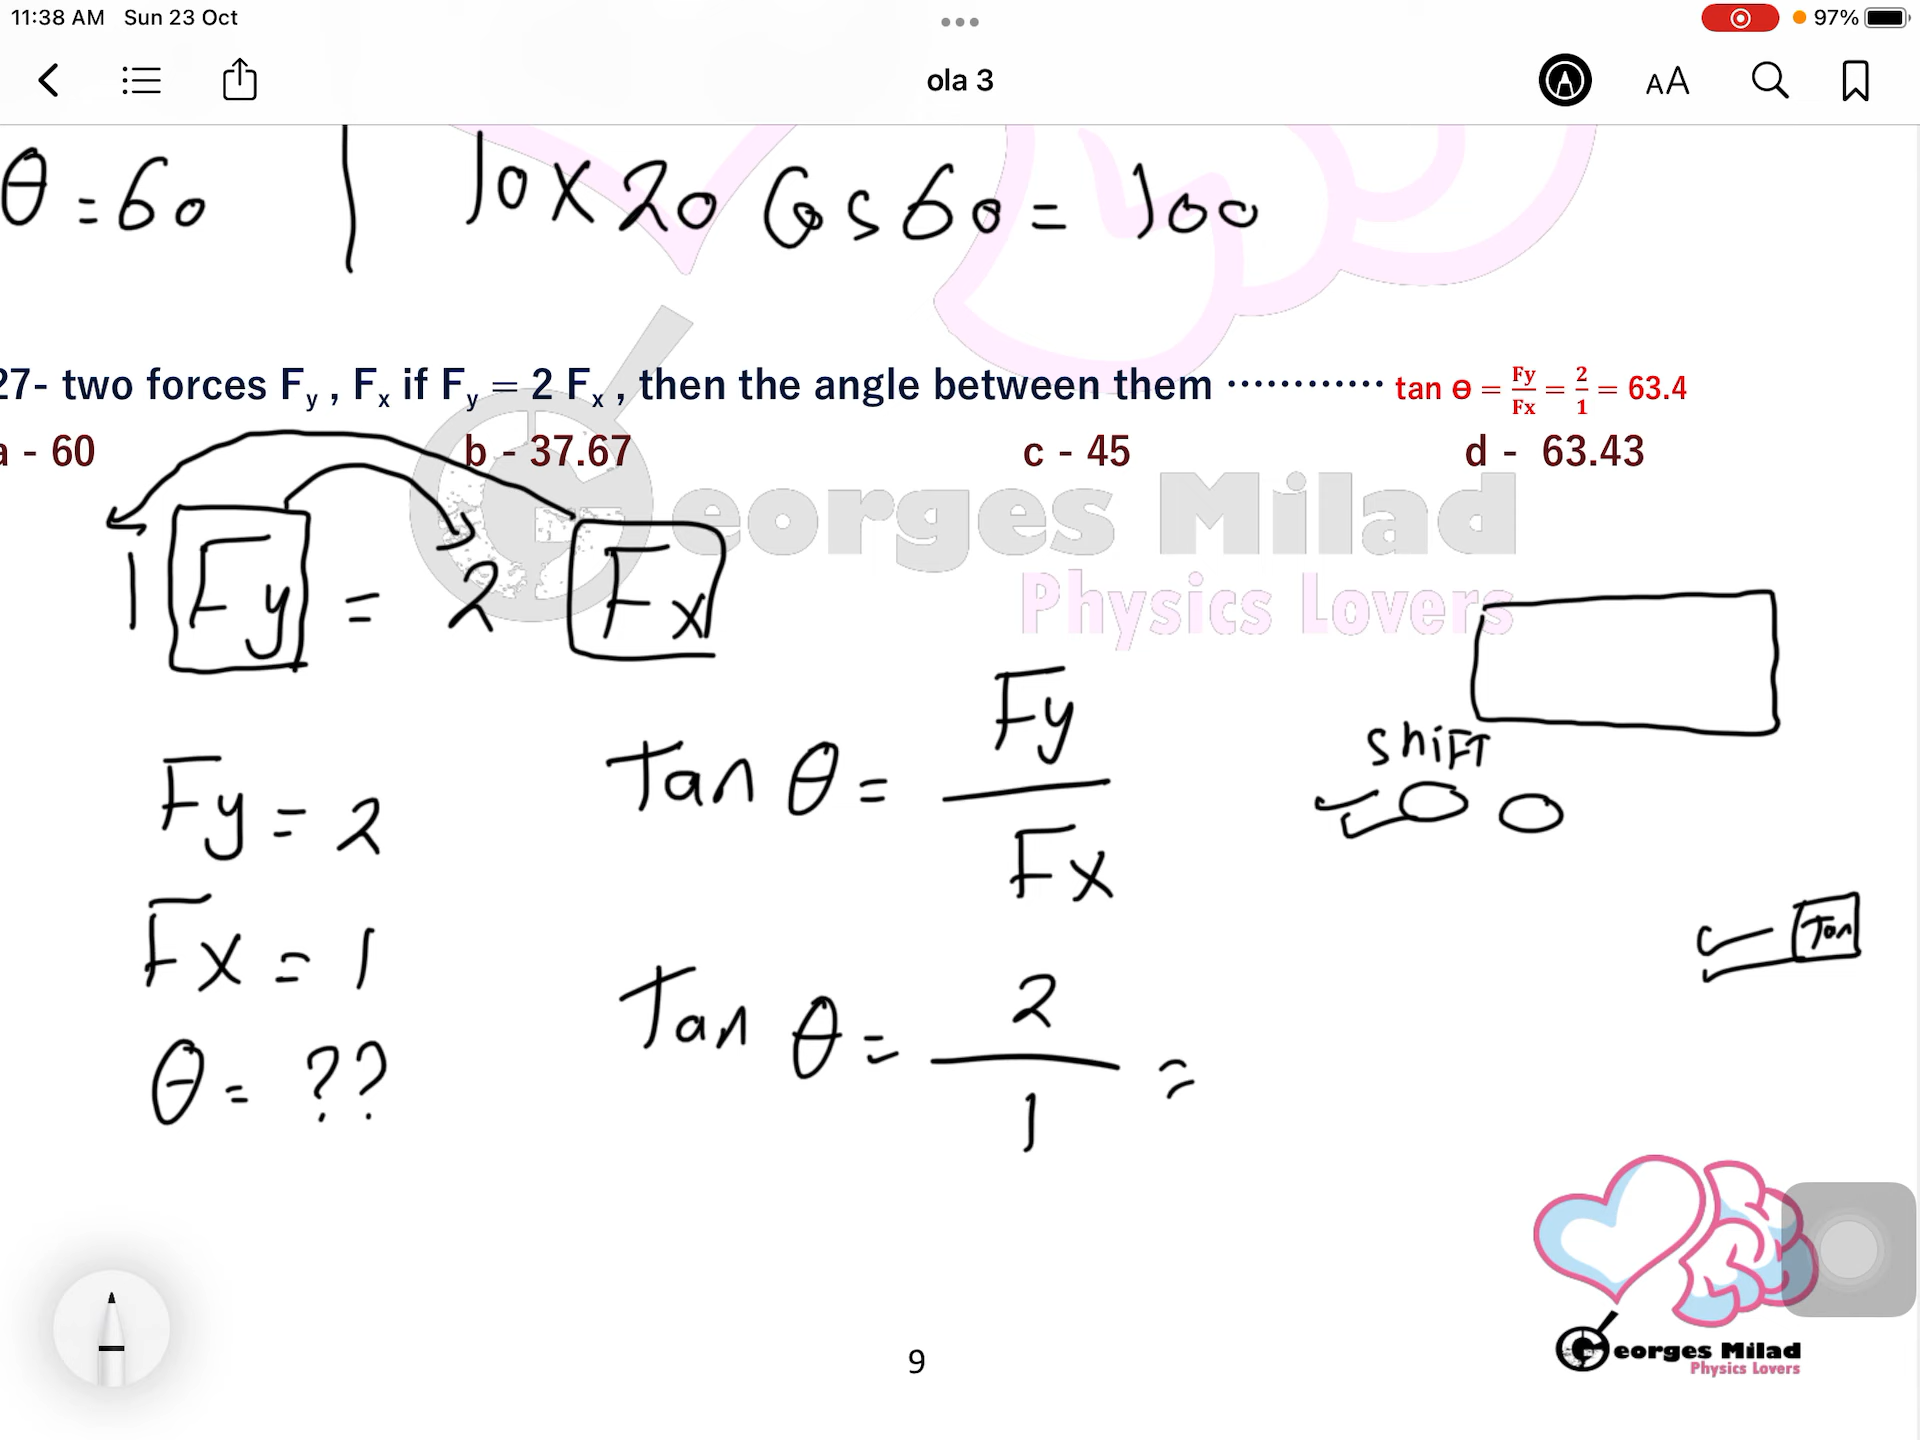 11:38 AM Sun 23 Oct
97%
ola 3
AA
θ = 60
10 X 20 Cos 60 = 100
27- two forces Fy , Fx if Fy = 2 Fx , then the angle between them ............ tan ө = Fy/Fx = 2/1 = 63.4
a - 60 b - 37.67 c - 45 d - 63.43
Georges Milad
Physics Lovers
1 Fy = 2 Fx
Fy = 2
Tan θ = Fy/Fx
SHiFT
Fx = 1
Tan
θ = ??
Tan θ = 2/1 =
Georges Milad
Physics Lovers
9